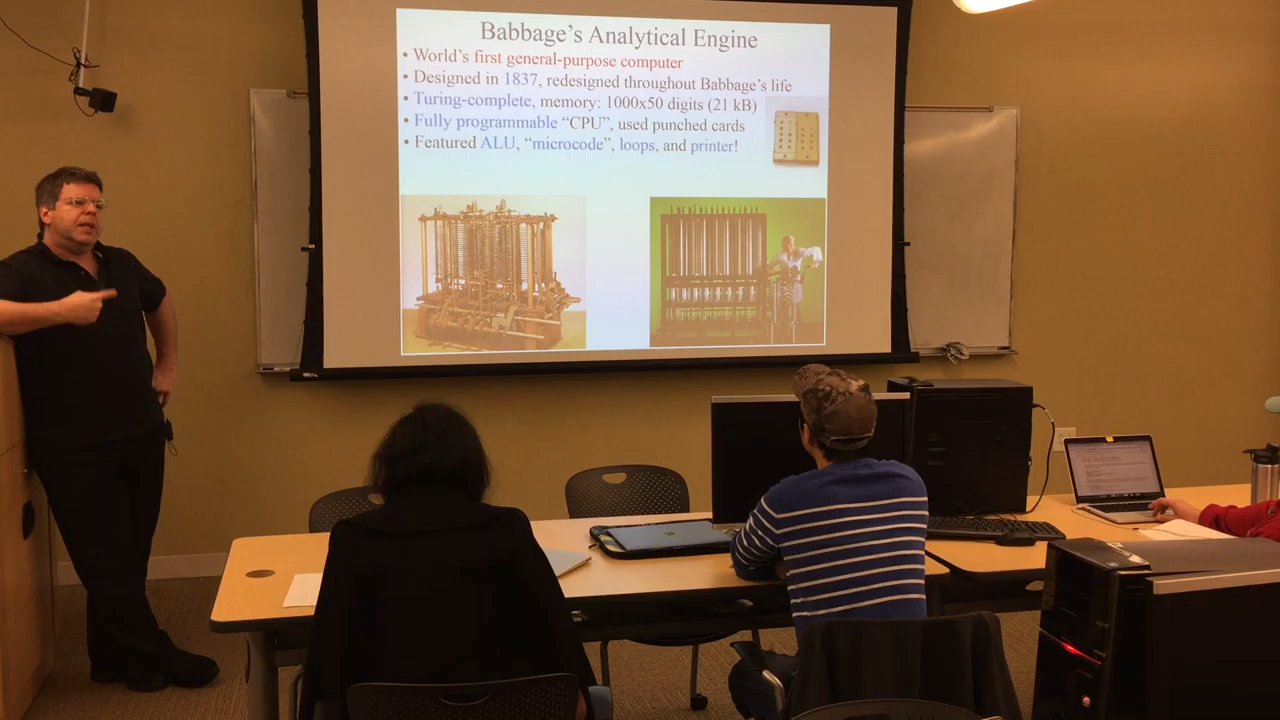 Babbage's Analytical Engine
• World's first general-purpose computer
• Designed in 1837, redesigned throughout Babbage's life
• Turing-complete, memory: 1000x50 digits (21 kB)
• Fully programmable “CPU”, used punched cards
• Featured ALU, “microcode”, loops, and printer!